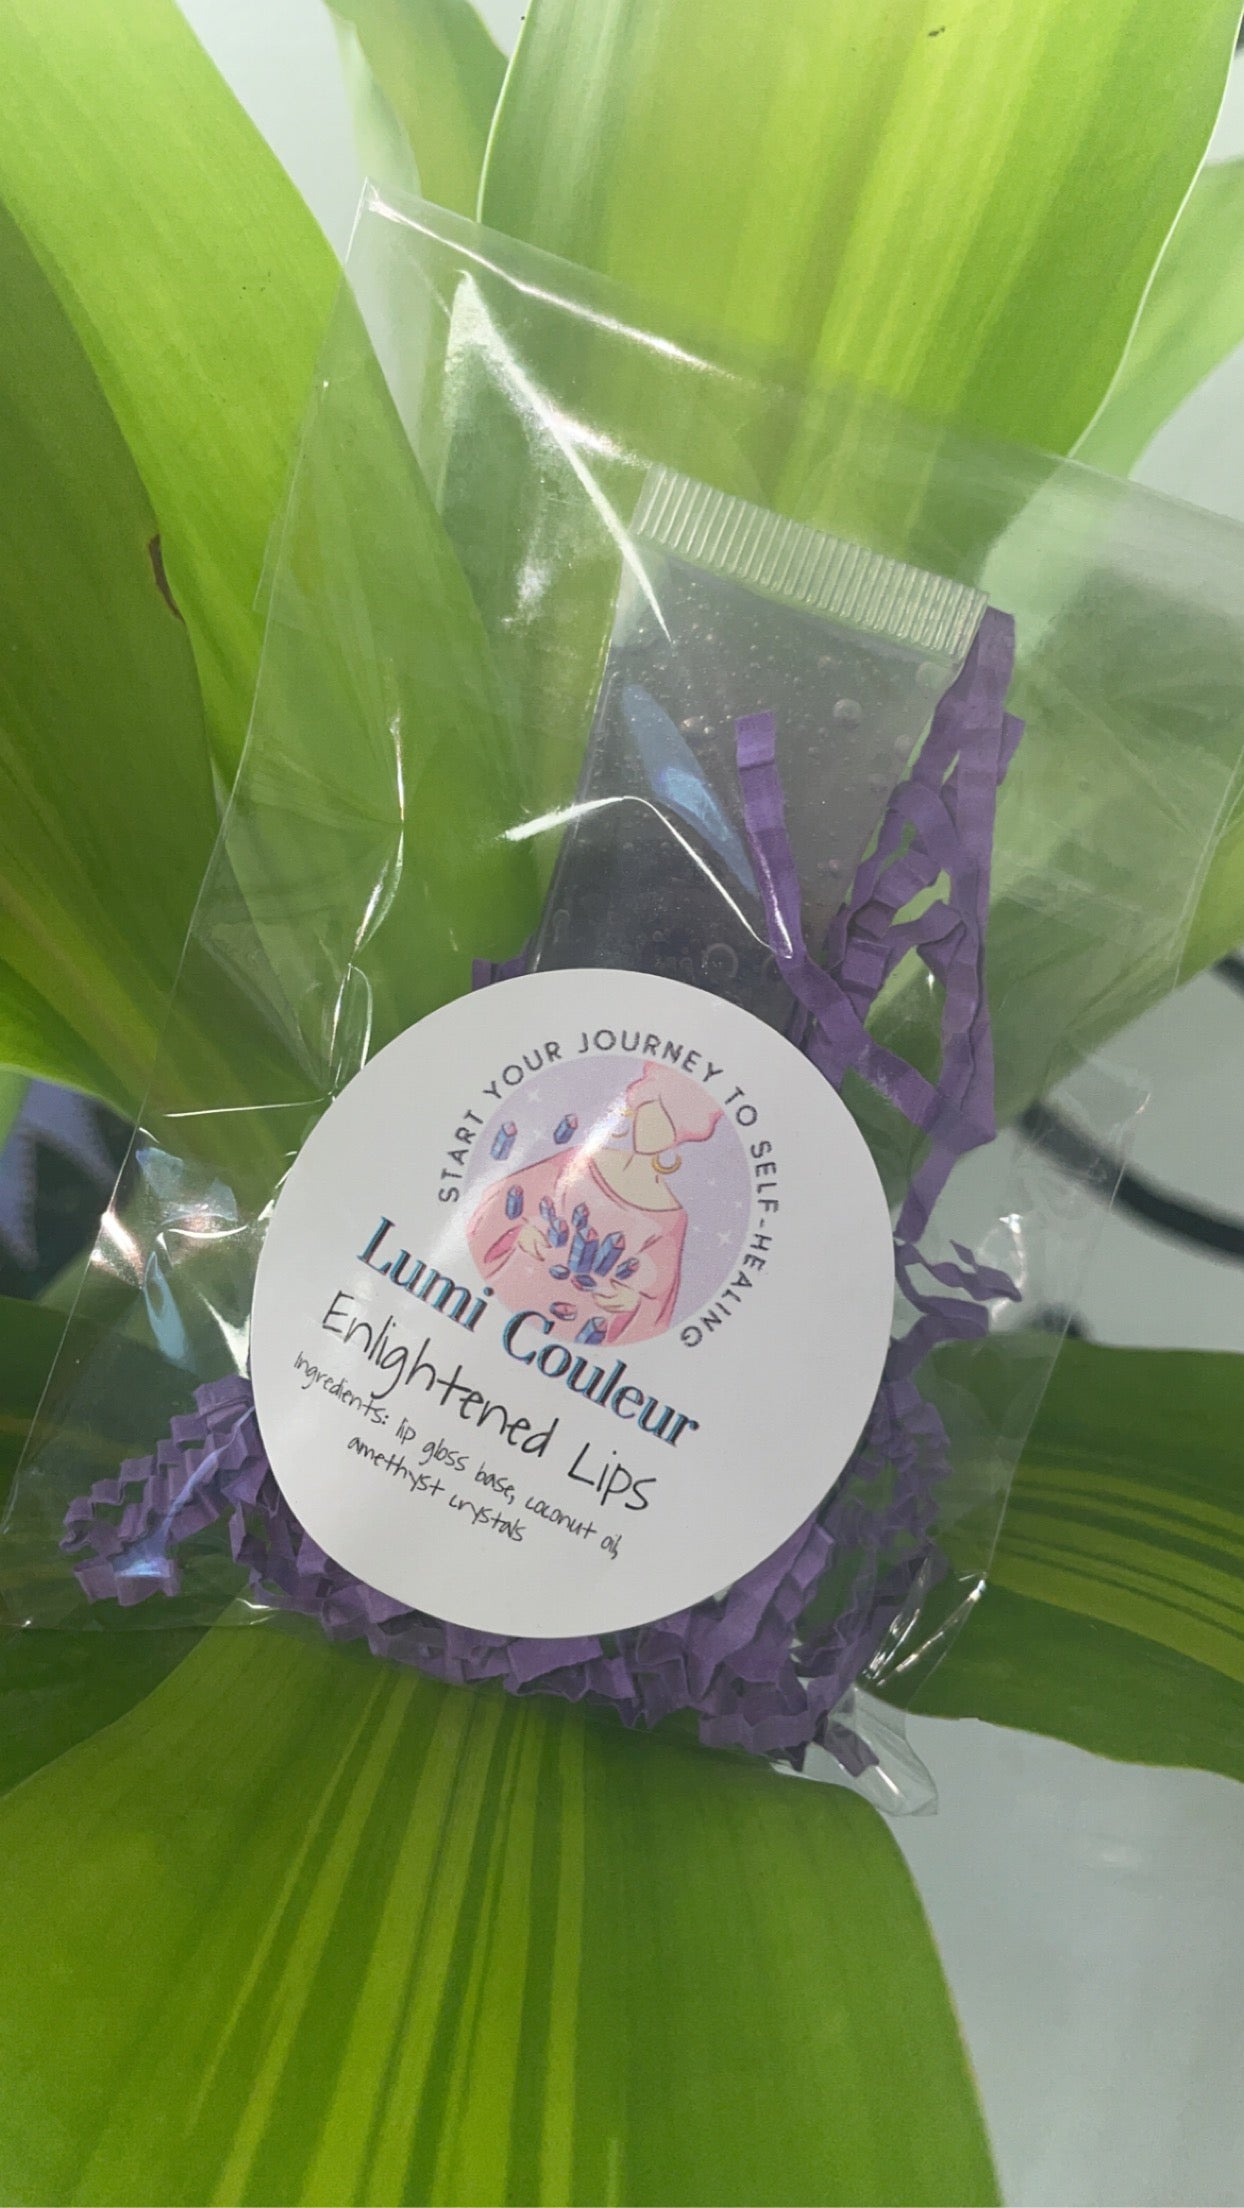 START YOUR JOURNEY TO SELF-HEALING
Lumi Couleur
Enlightened Lips
Ingredients: lip gloss base, coconut oil,
amethyst crystals